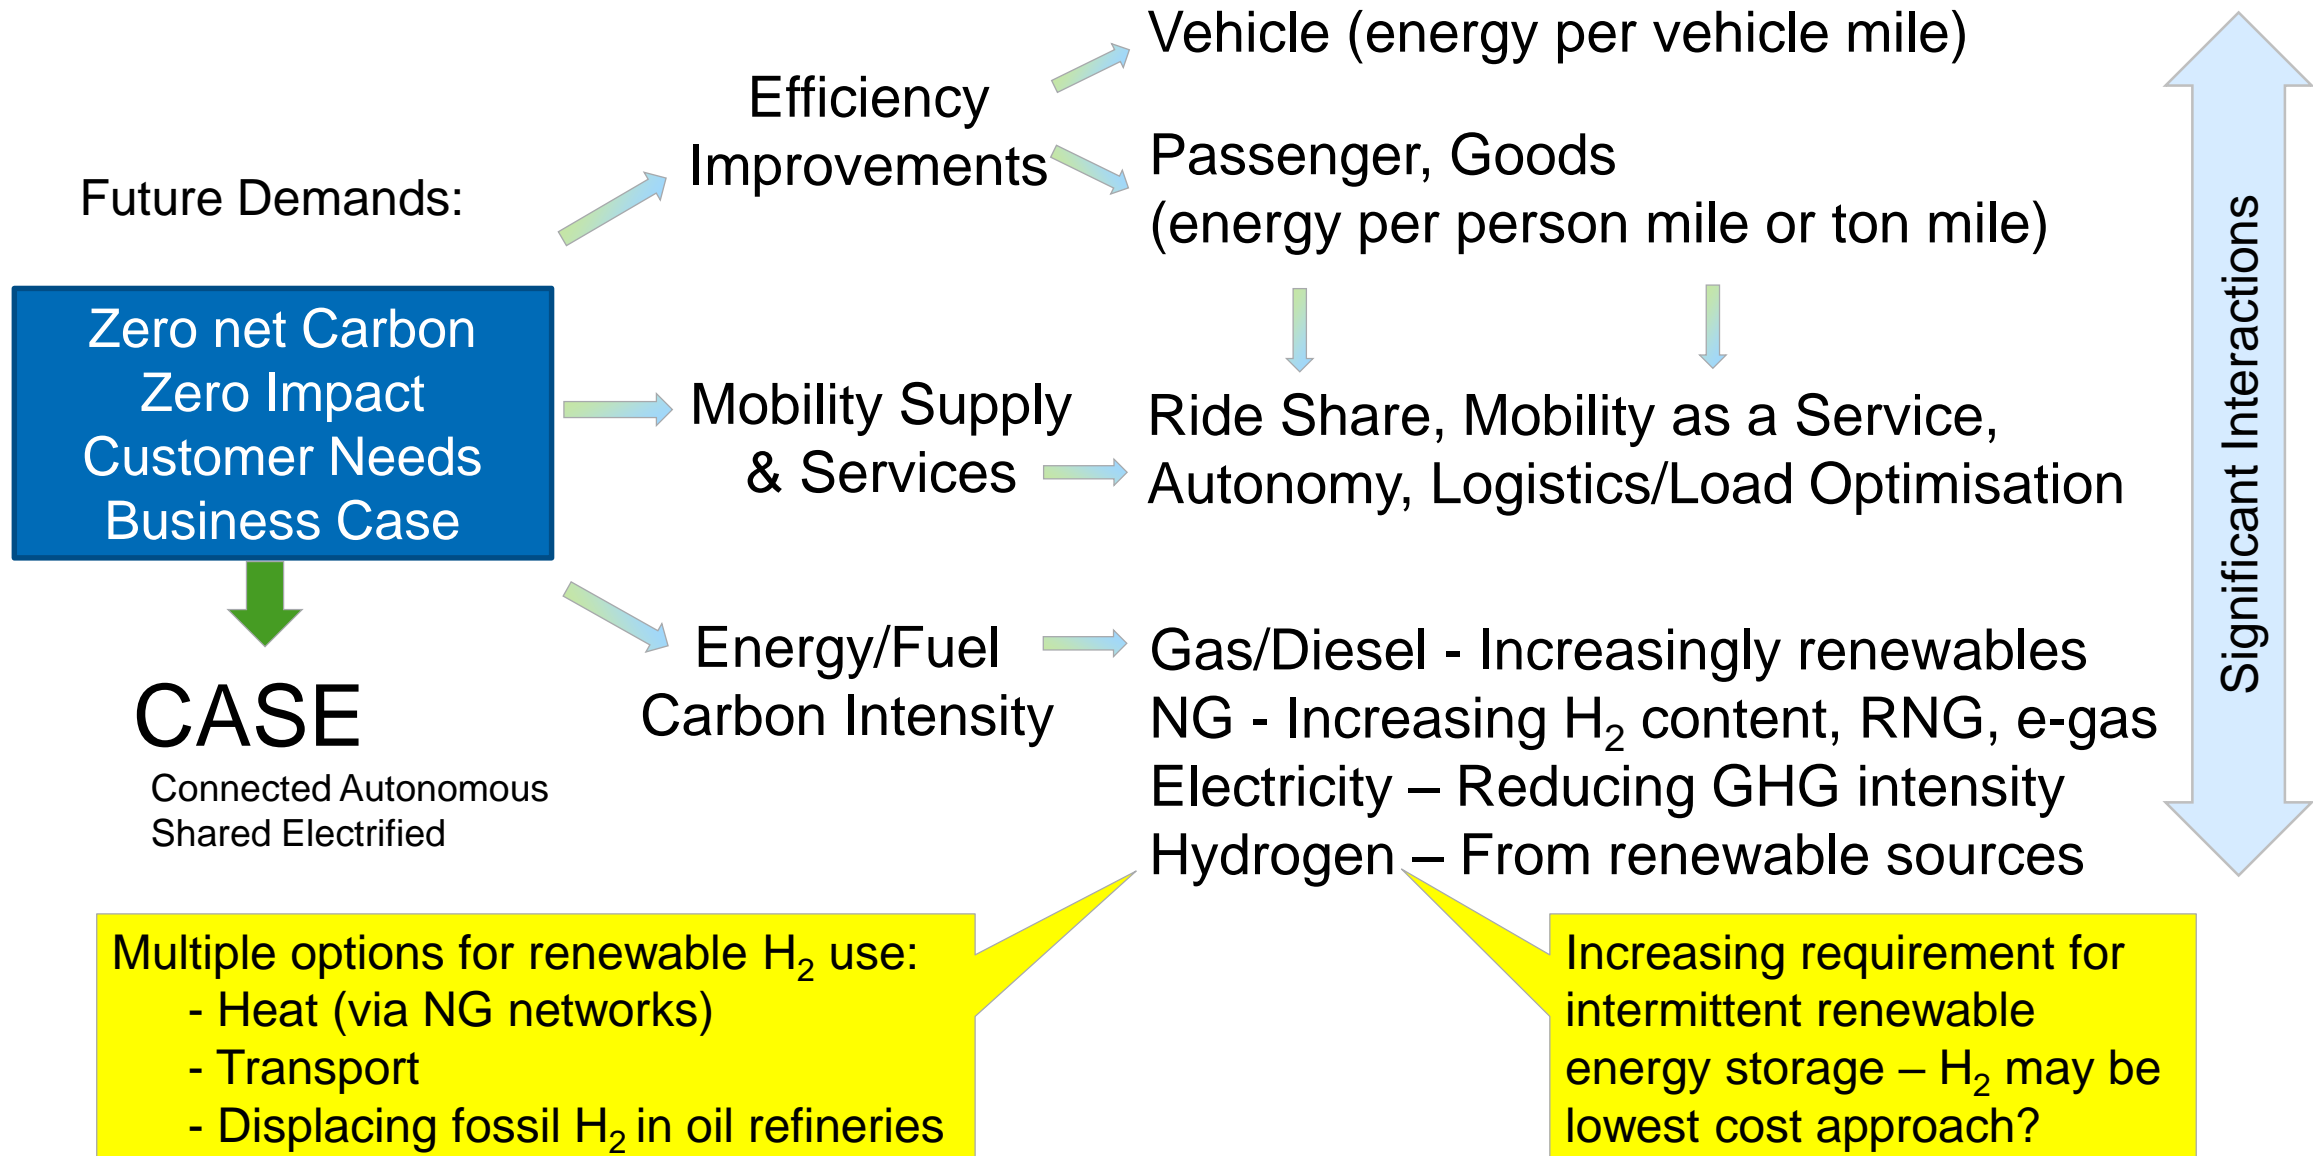 Future Demands:
Zero net Carbon
Zero Impact
Customer Needs
Business Case
CASE
Connected Autonomous
Shared Electrified
Efficiency
Improvements
Vehicle (energy per vehicle mile)
Passenger, Goods
(energy per person mile or ton mile)
Mobility Supply
& Services
Ride Share, Mobility as a Service,
Autonomy, Logistics/Load Optimisation
Energy/Fuel
Carbon Intensity
Gas/Diesel - Increasingly renewables
NG - Increasing H₂ content, RNG, e-gas
Electricity – Reducing GHG intensity
Hydrogen – From renewable sources
Significant Interactions
Multiple options for renewable H₂ use:
- Heat (via NG networks)
- Transport
- Displacing fossil H₂ in oil refineries
Increasing requirement for
intermittent renewable
energy storage – H₂ may be
lowest cost approach?